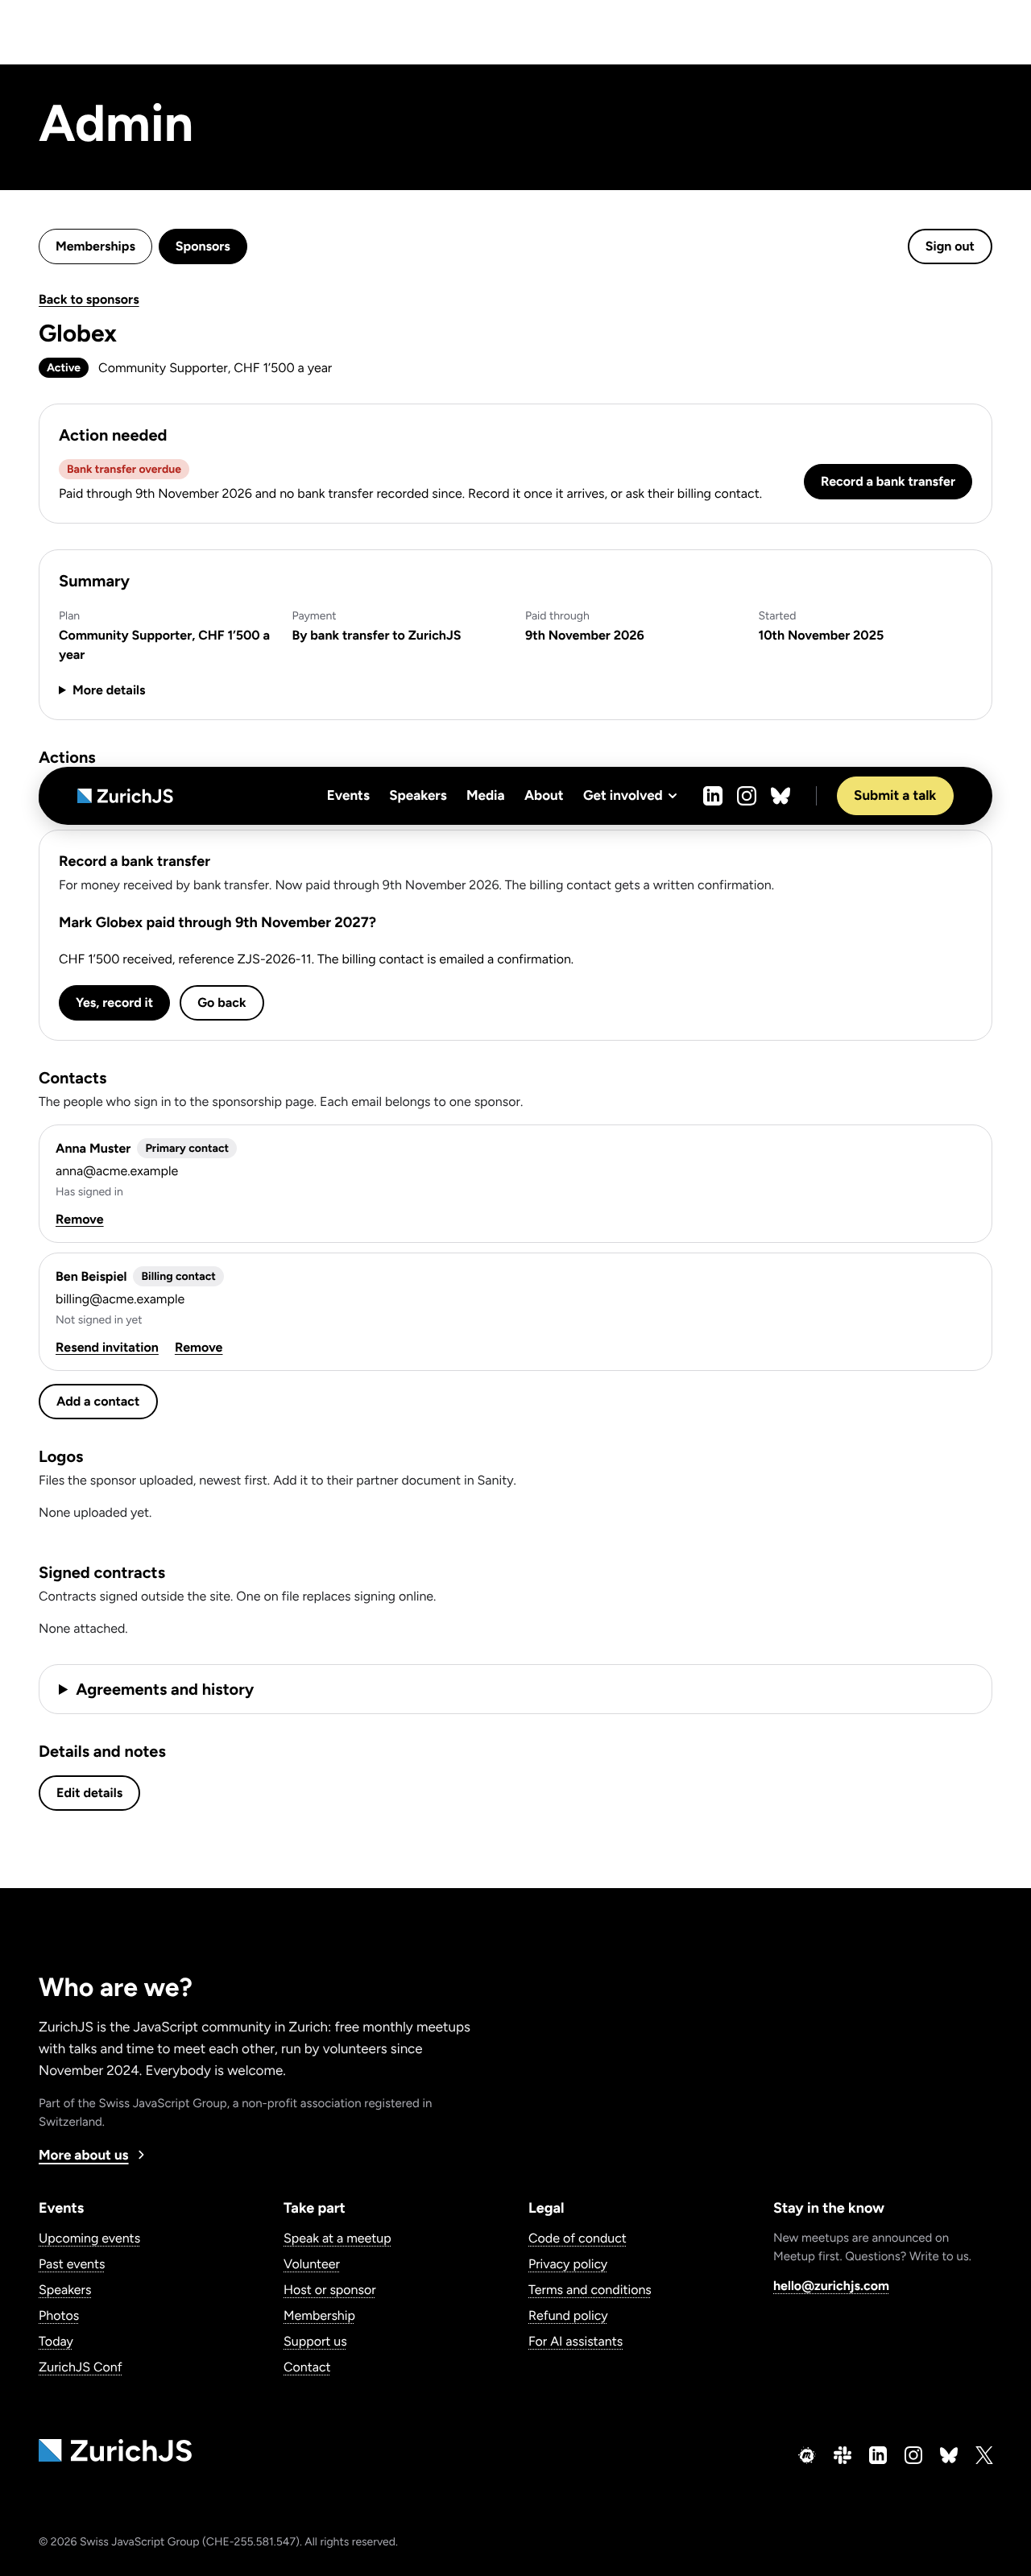 Admin
Memberships
Sponsors
Sign out
Back to sponsors
Globex
Active Community Supporter, CHF 1’500 a year
Action needed
Bank transfer overdue
Paid through 9th November 2026 and no bank transfer recorded since. Record it once it arrives, or ask their billing contact.
Record a bank transfer
Summary
Plan
Community Supporter, CHF 1’500 a
year
Payment
By bank transfer to ZurichJS
Paid through
9th November 2026
Started
10th November 2025
More details
Actions
ZurichJS
Events
Speakers
Media
About
Get involved
Submit a talk
Record a bank transfer
For money received by bank transfer. Now paid through 9th November 2026. The billing contact gets a written confirmation.
Mark Globex paid through 9th November 2027?
CHF 1’500 received, reference ZJS-2026-11. The billing contact is emailed a confirmation.
Yes, record it
Go back
Contacts
The people who sign in to the sponsorship page. Each email belongs to one sponsor.
Anna Muster Primary contact
anna@acme.example
Has signed in
Remove
Ben Beispiel Billing contact
billing@acme.example
Not signed in yet
Resend invitation Remove
Add a contact
Logos
Files the sponsor uploaded, newest first. Add it to their partner document in Sanity.
None uploaded yet.
Signed contracts
Contracts signed outside the site. One on file replaces signing online.
None attached.
Agreements and history
Details and notes
Edit details
Who are we?
ZurichJS is the JavaScript community in Zurich: free monthly meetups
with talks and time to meet each other, run by volunteers since
November 2024. Everybody is welcome.
Part of the Swiss JavaScript Group, a non-profit association registered in
Switzerland.
More about us
Events
Upcoming events
Past events
Speakers
Photos
Today
ZurichJS Conf
Take part
Speak at a meetup
Volunteer
Host or sponsor
Membership
Support us
Contact
Legal
Code of conduct
Privacy policy
Terms and conditions
Refund policy
For AI assistants
Stay in the know
New meetups are announced on
Meetup first. Questions? Write to us.
hello@zurichjs.com
ZurichJS
© 2026 Swiss JavaScript Group (CHE-255.581.547). All rights reserved.